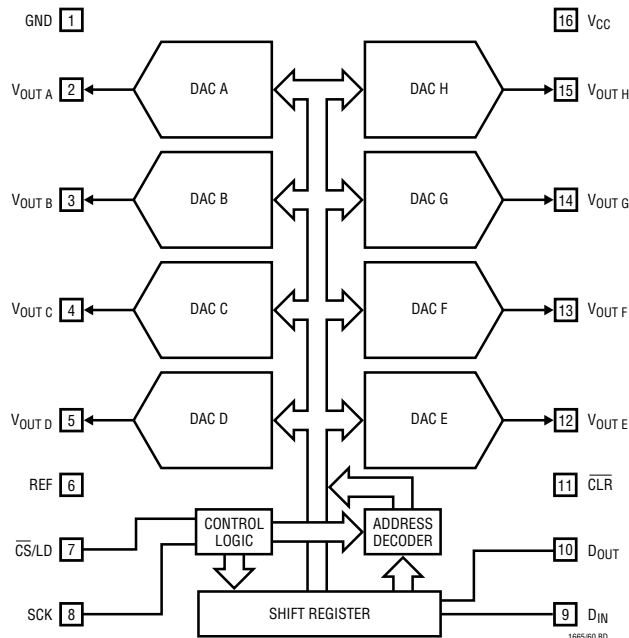 GND 1
16 VCC
VOUT A 2
DAC A
DAC H
15 VOUT H
VOUT B 3
DAC B
DAC G
14 VOUT G
VOUT C 4
DAC C
DAC F
13 VOUT F
VOUT D 5
DAC D
DAC E
12 VOUT E
REF 6
11 C̅L̅R̅
C̅S̅/LD 7
CONTROL
LOGIC
ADDRESS
DECODER
10 DOUT
SCK 8
SHIFT REGISTER
9 DIN
1665/60 BD